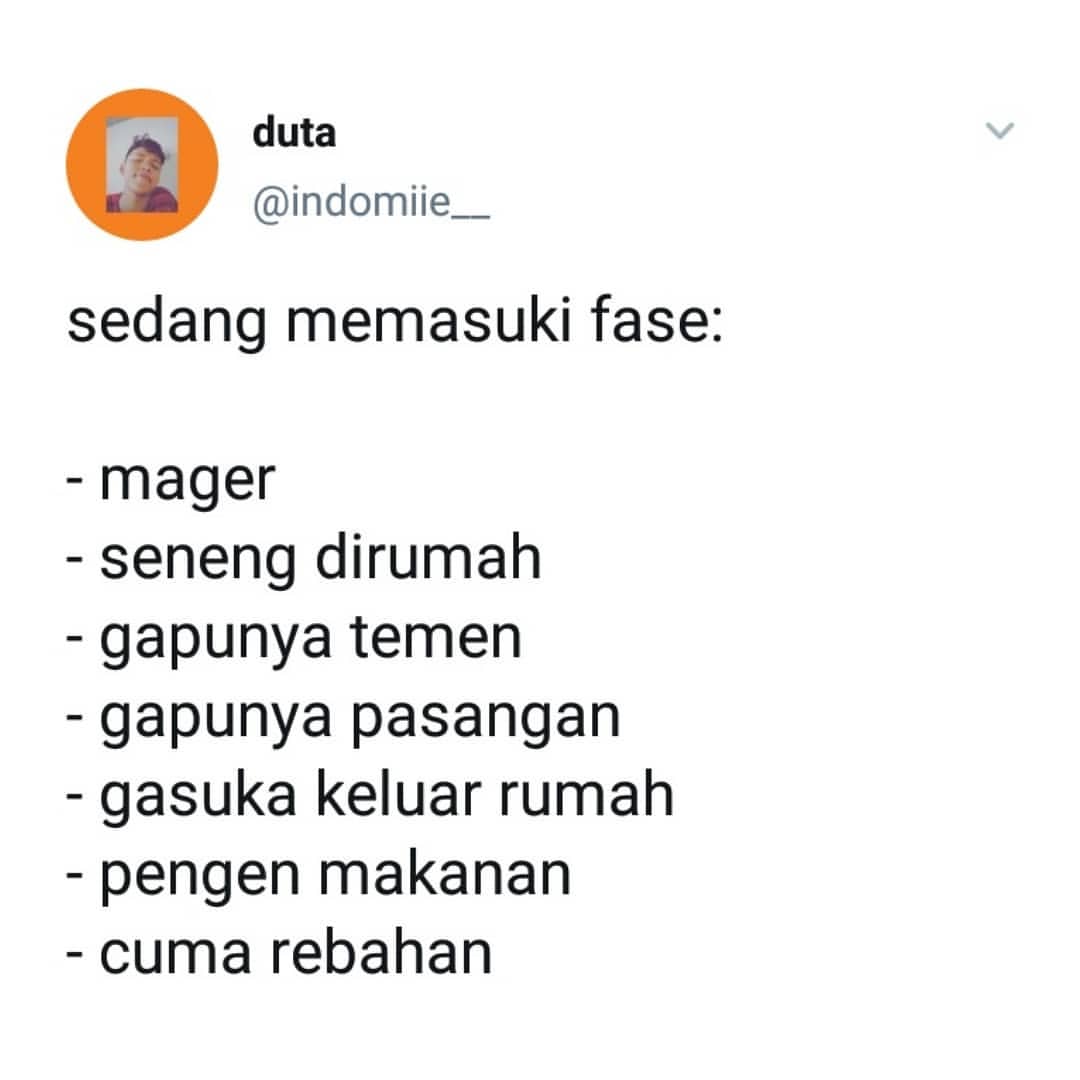 duta
@indomiie__
sedang memasuki fase:
- mager
- seneng dirumah
- gapunya temen
- gapunya pasangan
- gasuka keluar rumah
- pengen makanan
- cuma rebahan